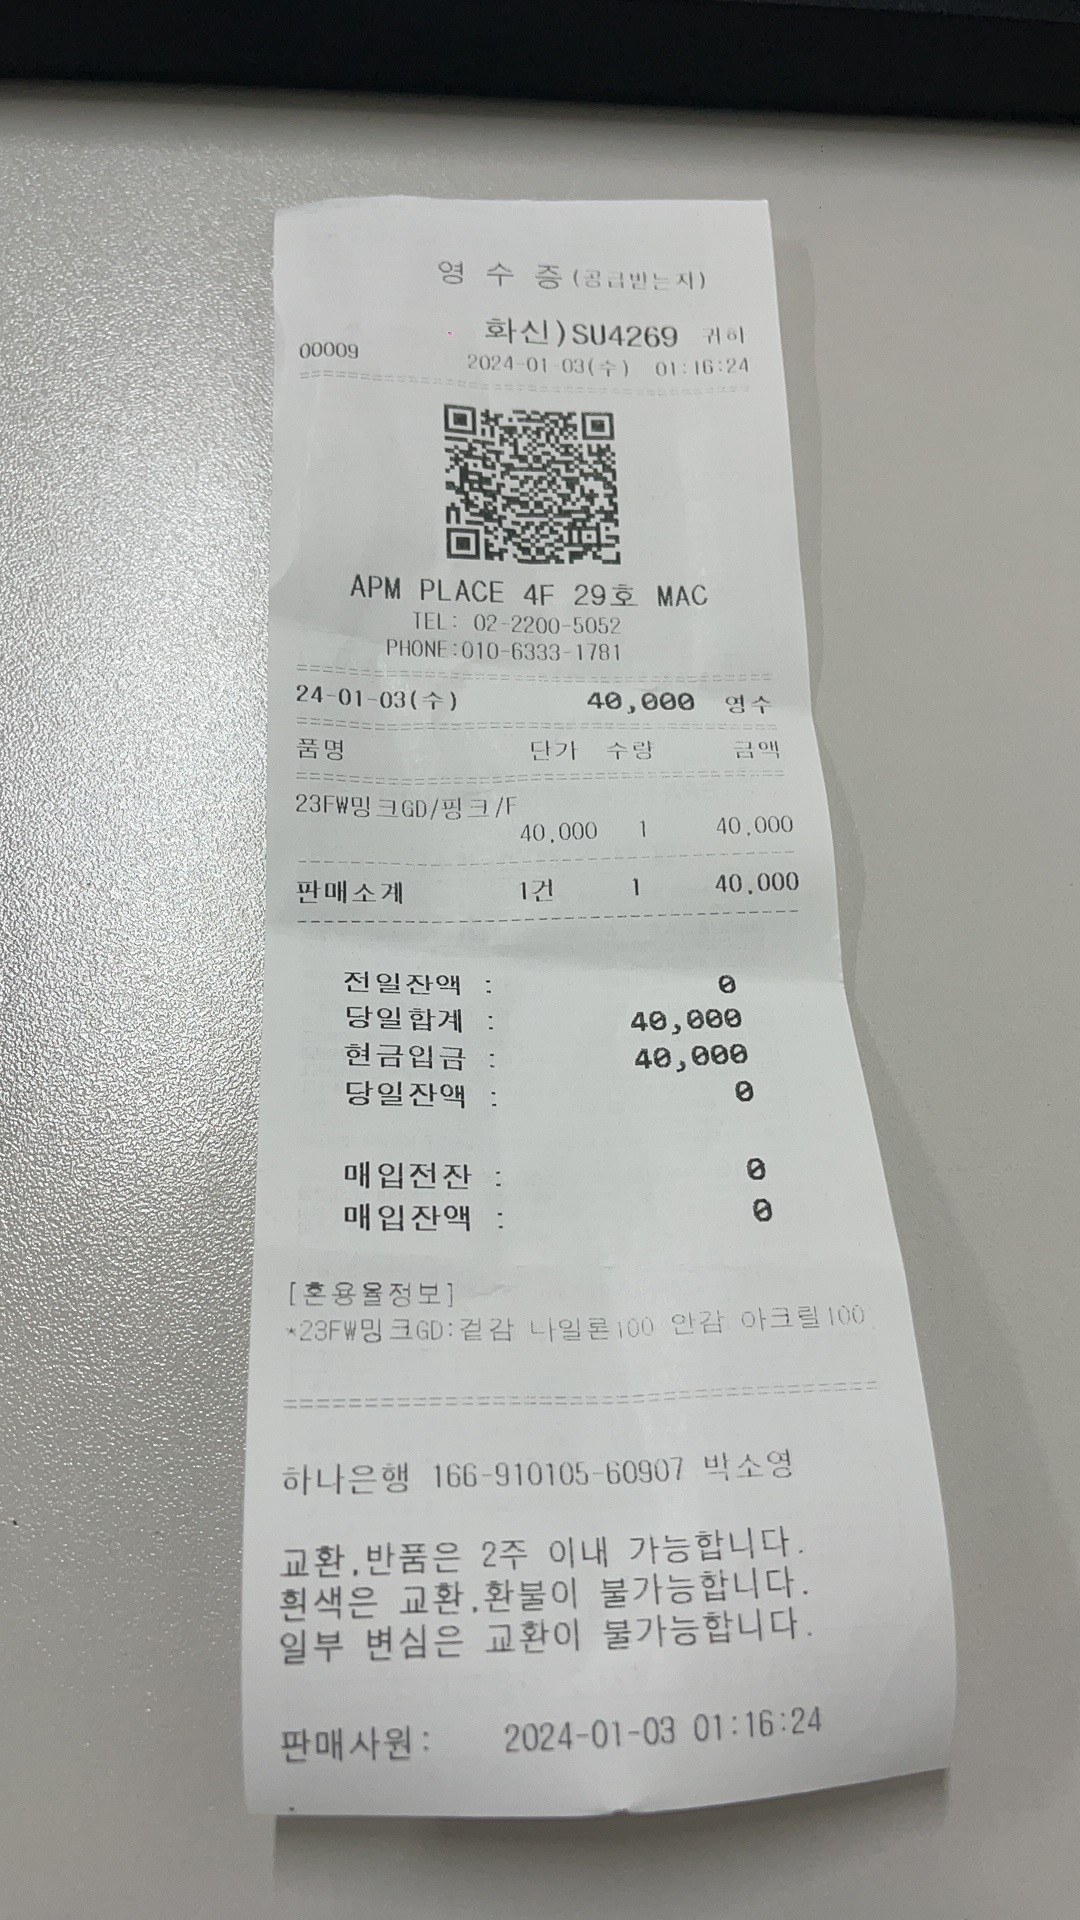 영 수 증(공급받는자)
화신)SU4269 귀하
00009 2024-01-03(수) 01:16:24
APM PLACE 4F 29호 MAC
TEL: 02-2200-5052
PHONE:010-6333-1781
24-01-03(수) 40,000 영수
품명 단가 수량 금액
23FW밍크GD/핑크/F
40,000 1 40,000
판매소계 1건 1 40,000
전일잔액 : 0
당일합계 : 40,000
현금입금 : 40,000
당일잔액 : 0
매입전잔 : 0
매입잔액 : 0
[혼용율정보]
*23FW밍크GD:겉감 나일론100 안감 아크릴100
하나은행 166-910105-60907 박소영
교환,반품은 2주 이내 가능합니다.
흰색은 교환,환불이 불가능합니다.
일부 변심은 교환이 불가능합니다.
판매사원: 2024-01-03 01:16:24